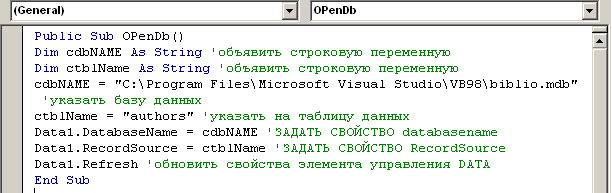 (General) OPenDb
Public Sub OPenDb()
Dim cdbNAME As String 'объявить строковую переменную
Dim ctblName As String 'объявить строковую переменную
cdbNAME = "C:\Program Files\Microsoft Visual Studio\VB98\biblio.mdb"
'указать базу данных
ctblName = "authors" 'указать на таблицу данных
Data1.DatabaseName = cdbNAME 'ЗАДАТЬ СВОЙСТВО databasename
Data1.RecordSource = ctblName 'ЗАДАТЬ СВОЙСТВО RecordSource
Data1.Refresh 'обновить свойства элемента управления DATA
End Sub